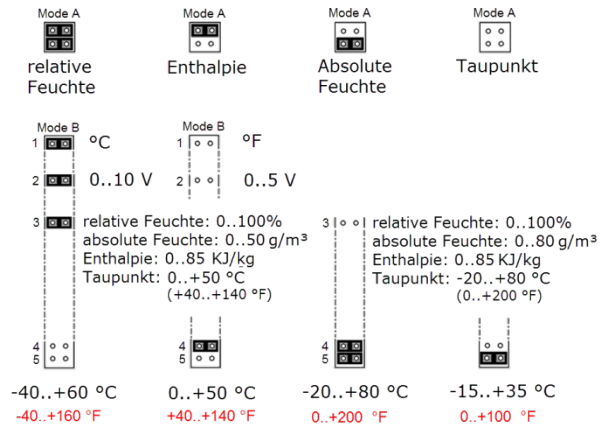 Mode A
Mode A
Mode A
Mode A
relative
Feuchte
Enthalpie
Absolute
Feuchte
Taupunkt
Mode B
1 °C
2 0..10 V
Mode B
1 °F
2 0..5 V
3 relative Feuchte: 0..100%
absolute Feuchte: 0..50 g/m³
Enthalpie: 0..85 KJ/kg
Taupunkt: 0..+50 °C
(+40..+140 °F)
3 relative Feuchte: 0..100%
absolute Feuchte: 0..80 g/m³
Enthalpie: 0..85 KJ/kg
Taupunkt: -20..+80 °C
(0..+200 °F)
4
5
4
5
4
5
4
5
-40..+60 °C
0..+50 °C
-20..+80 °C
-15..+35 °C
-40..+160 °F
+40..+140 °F
0..+200 °F
0..+100 °F